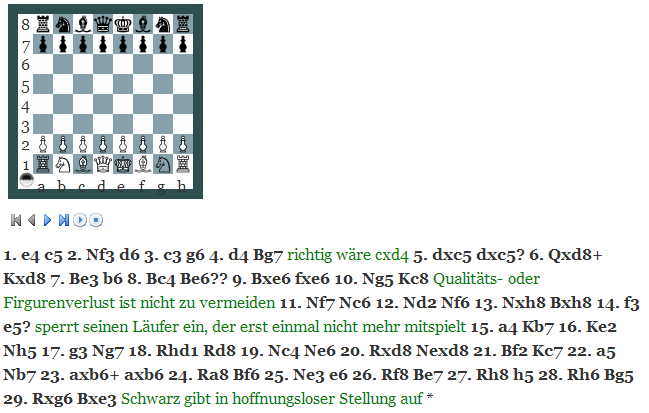 8
7
6
5
4
3
2
1
a b c d e f g h
1. e4 c5 2. Nf3 d6 3. c3 g6 4. d4 Bg7 richtig wäre cxd4 5. dxc5 dxc5? 6. Qxd8+
Kxd8 7. Be3 b6 8. Bc4 Be6?? 9. Bxe6 fxe6 10. Ng5 Kc8 Qualitäts- oder
Firgurenverlust ist nicht zu vermeiden 11. Nf7 Nc6 12. Nd2 Nf6 13. Nxh8 Bxh8 14. f3
e5? sperrt seinen Läufer ein, der erst einmal nicht mehr mitspielt 15. a4 Kb7 16. Ke2
Nh5 17. g3 Ng7 18. Rhd1 Rd8 19. Nc4 Ne6 20. Rxd8 Nexd8 21. Bf2 Kc7 22. a5
Nb7 23. axb6+ axb6 24. Ra8 Bf6 25. Ne3 e6 26. Rf8 Be7 27. Rh8 h5 28. Rh6 Bg5
29. Rxg6 Bxe3 Schwarz gibt in hoffnungsloser Stellung auf *